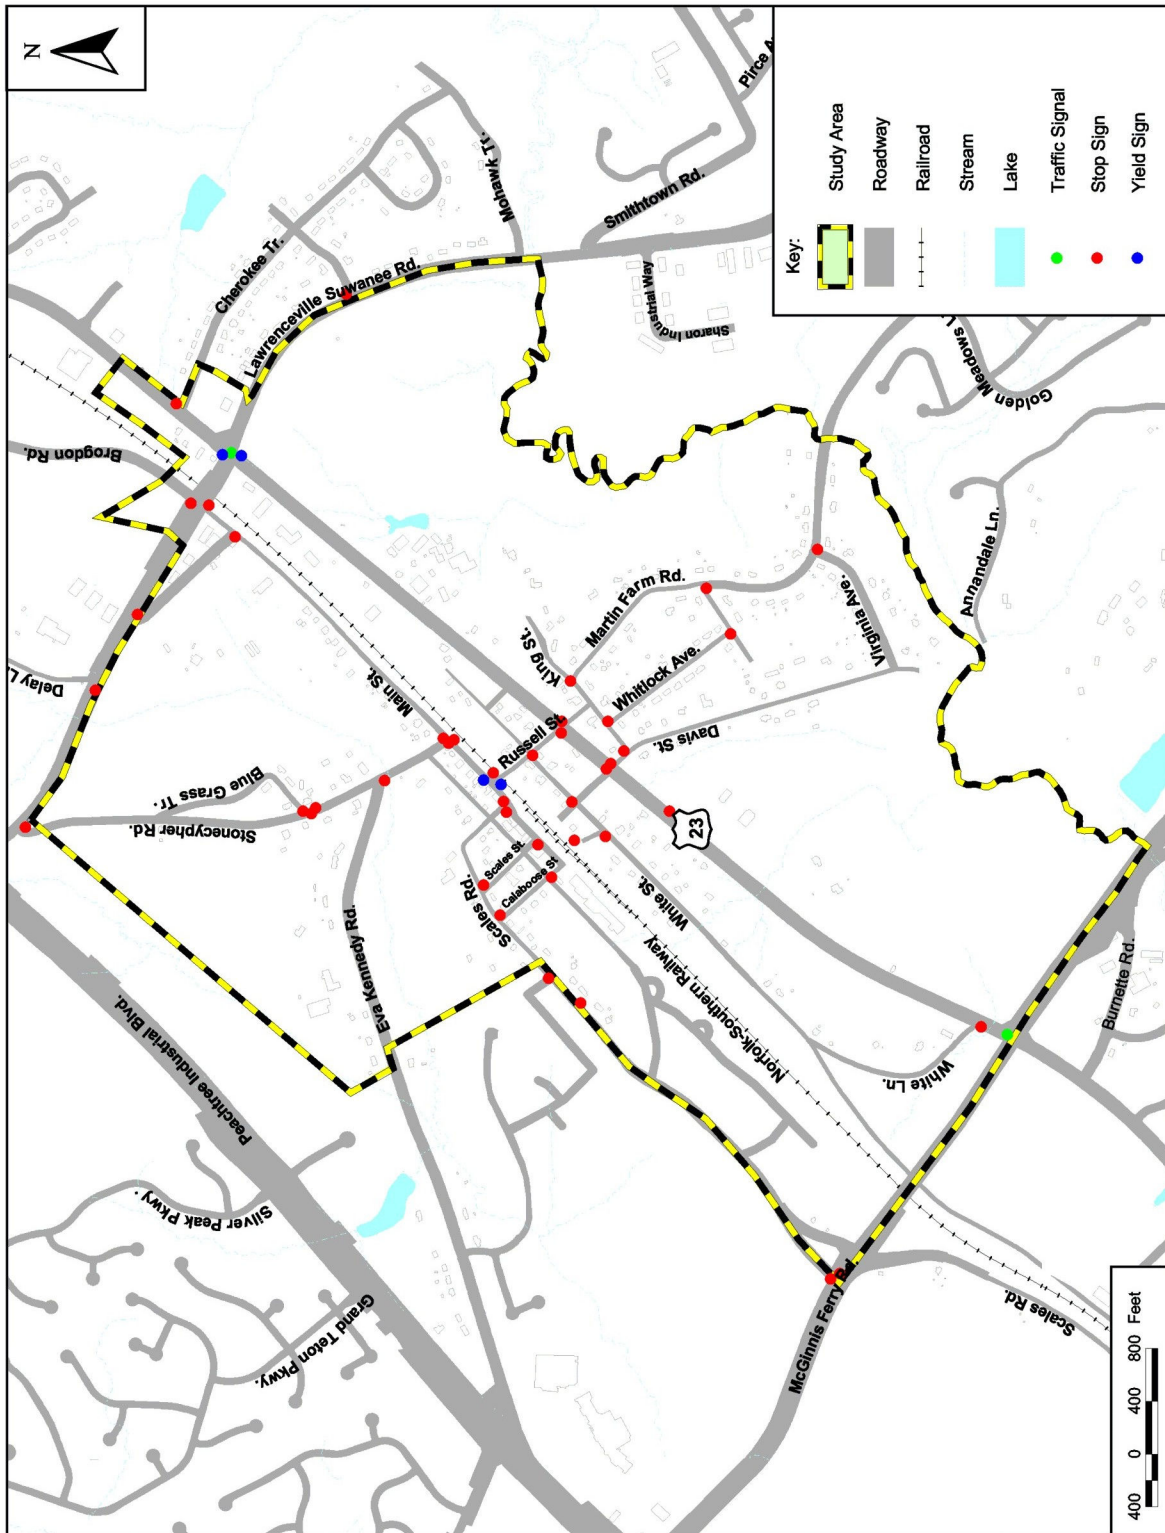 N
Pirce A
Brogdon Rd.
Cherokee Tr.
Lawrenceville Suwanee Rd.
Mohawk Tr.
Smithtown Rd.
Sharon Industrial Way
Delay L
Main St.
Blue Grass Tr.
Stonecypher Rd.
King St.
Martin Farm Rd.
Whitlock Ave.
Russell St.
Davis St.
Virginia Ave.
Annandale Ln.
Golden Meadows L
Scales St.
Calaboose St
Scales Rd.
White St.
23
Eva Kennedy Rd.
Norfolk-Southern Railway
Peachtree Industrial Blvd.
Silver Peak Pkwy.
Grand Teton Pkwy.
White Ln.
Burnette Rd.
McGinnis Ferry Rd.
Scales Rd.
Key:
Study Area
Roadway
Railroad
Stream
Lake
Traffic Signal
Stop Sign
Yield Sign
400 0 400 800 Feet